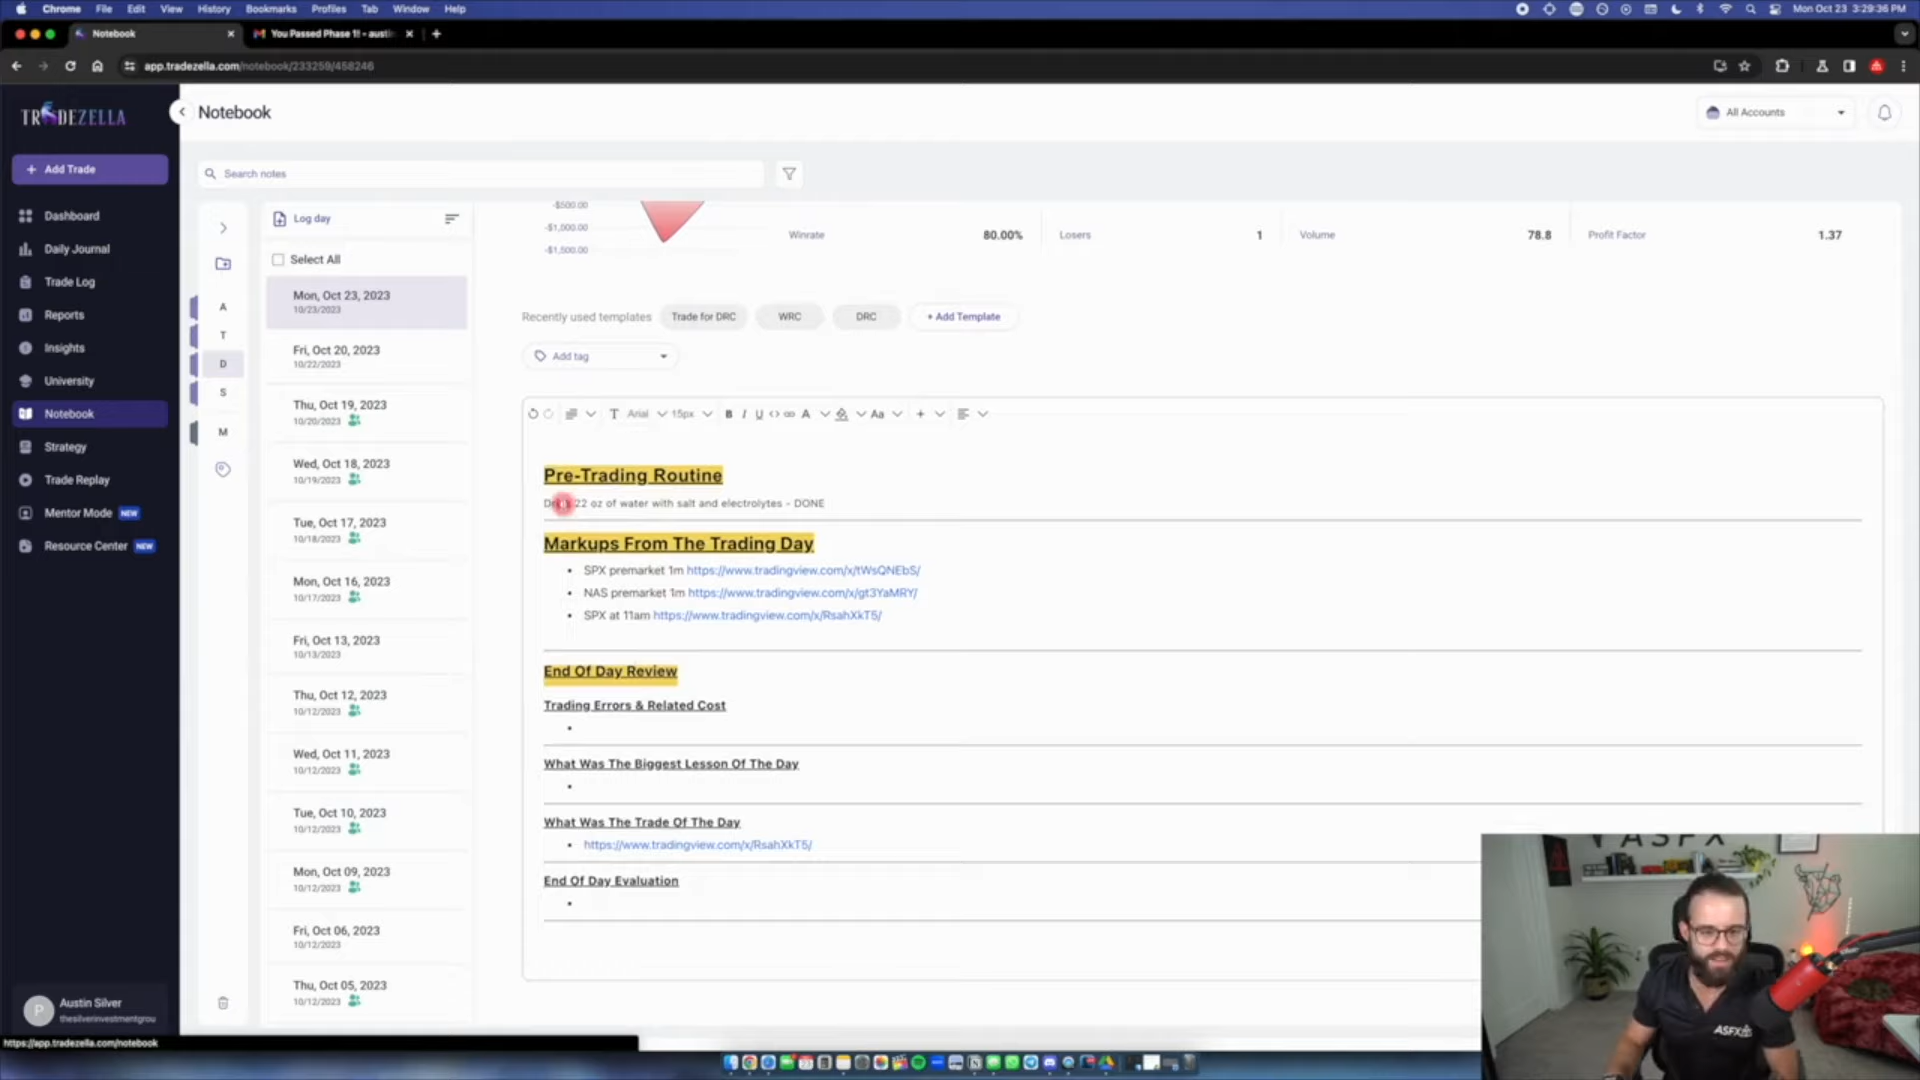 Chrome File Edit View History Bookmarks Profiles Tab Window Help Mon Oct 23 3:29:36 PM
Notebook You Passed Phase 1! - austi
app.tradezella.com/notebook/233259/458246
TRADEZELLA
Notebook
All Accounts
+ Add Trade
Search notes
Dashboard
Daily Journal
Trade Log
Reports
Insights
University
Notebook
Strategy
Trade Replay
Mentor Mode NEW
Resource Center NEW
Austin Silver
thesilverinvestmentgrou
P
https://app.tradezella.com/notebook
A
T
D
S
M
Log day
Select All
Mon, Oct 23, 2023
10/23/2023
Fri, Oct 20, 2023
10/22/2023
Thu, Oct 19, 2023
10/20/2023
Wed, Oct 18, 2023
10/19/2023
Tue, Oct 17, 2023
10/18/2023
Mon, Oct 16, 2023
10/17/2023
Fri, Oct 13, 2023
10/13/2023
Thu, Oct 12, 2023
10/12/2023
Wed, Oct 11, 2023
10/12/2023
Tue, Oct 10, 2023
10/12/2023
Mon, Oct 09, 2023
10/12/2023
Fri, Oct 06, 2023
10/12/2023
Thu, Oct 05, 2023
10/12/2023
-$500.00
-$1,000.00
-$1,500.00
Winrate 80.00% Losers 1 Volume 78.8 Profit Factor 1.37
Recently used templates Trade for DRC WRC DRC + Add Template
Add tag
T Arial 15px B I U <> A Aa +
Pre-Trading Routine
22 oz of water with salt and electrolytes - DONE
Markups From The Trading Day
• SPX premarket 1m https://www.tradingview.com/x/tWsQNEbS/
• NAS premarket 1m https://www.tradingview.com/x/gt3YaMRY/
• SPX at 11am https://www.tradingview.com/x/RsahXkT5/
End Of Day Review
Trading Errors & Related Cost
•
What Was The Biggest Lesson Of The Day
•
What Was The Trade Of The Day
• https://www.tradingview.com/x/RsahXkT5/
End Of Day Evaluation
•
ASFX
ASFX